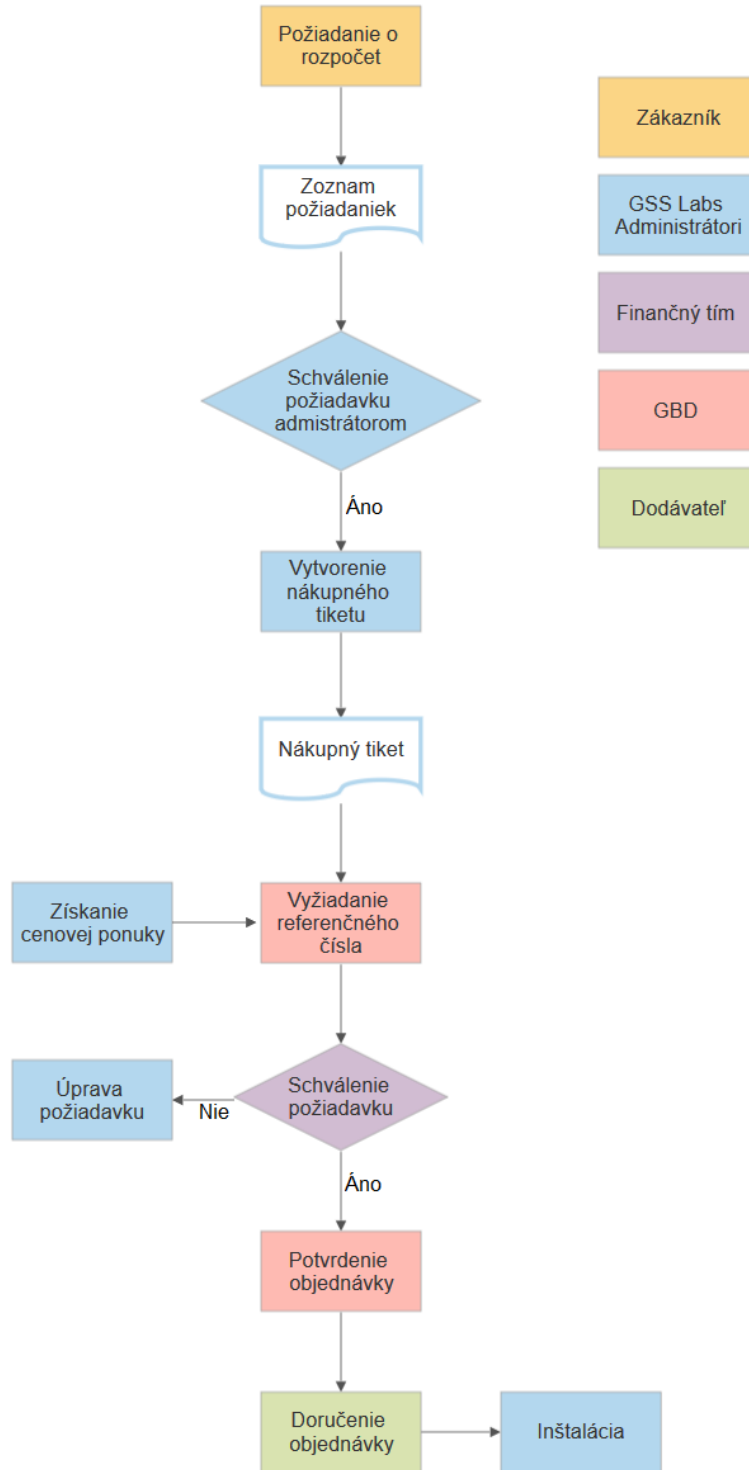 Požiadanie o
rozpočet
Zoznam
požiadaniek
Schválenie
požiadavku
admistrátorom
Áno
Vytvorenie
nákupného
tiketu
Nákupný tiket
Získanie
cenovej ponuky
Vyžiadanie
referenčného
čísla
Úprava
požiadavku
Nie
Schválenie
požiadavku
Áno
Potvrdenie
objednávky
Doručenie
objednávky
Inštalácia
Zákazník
GSS Labs
Administrátori
Finančný tím
GBD
Dodávateľ